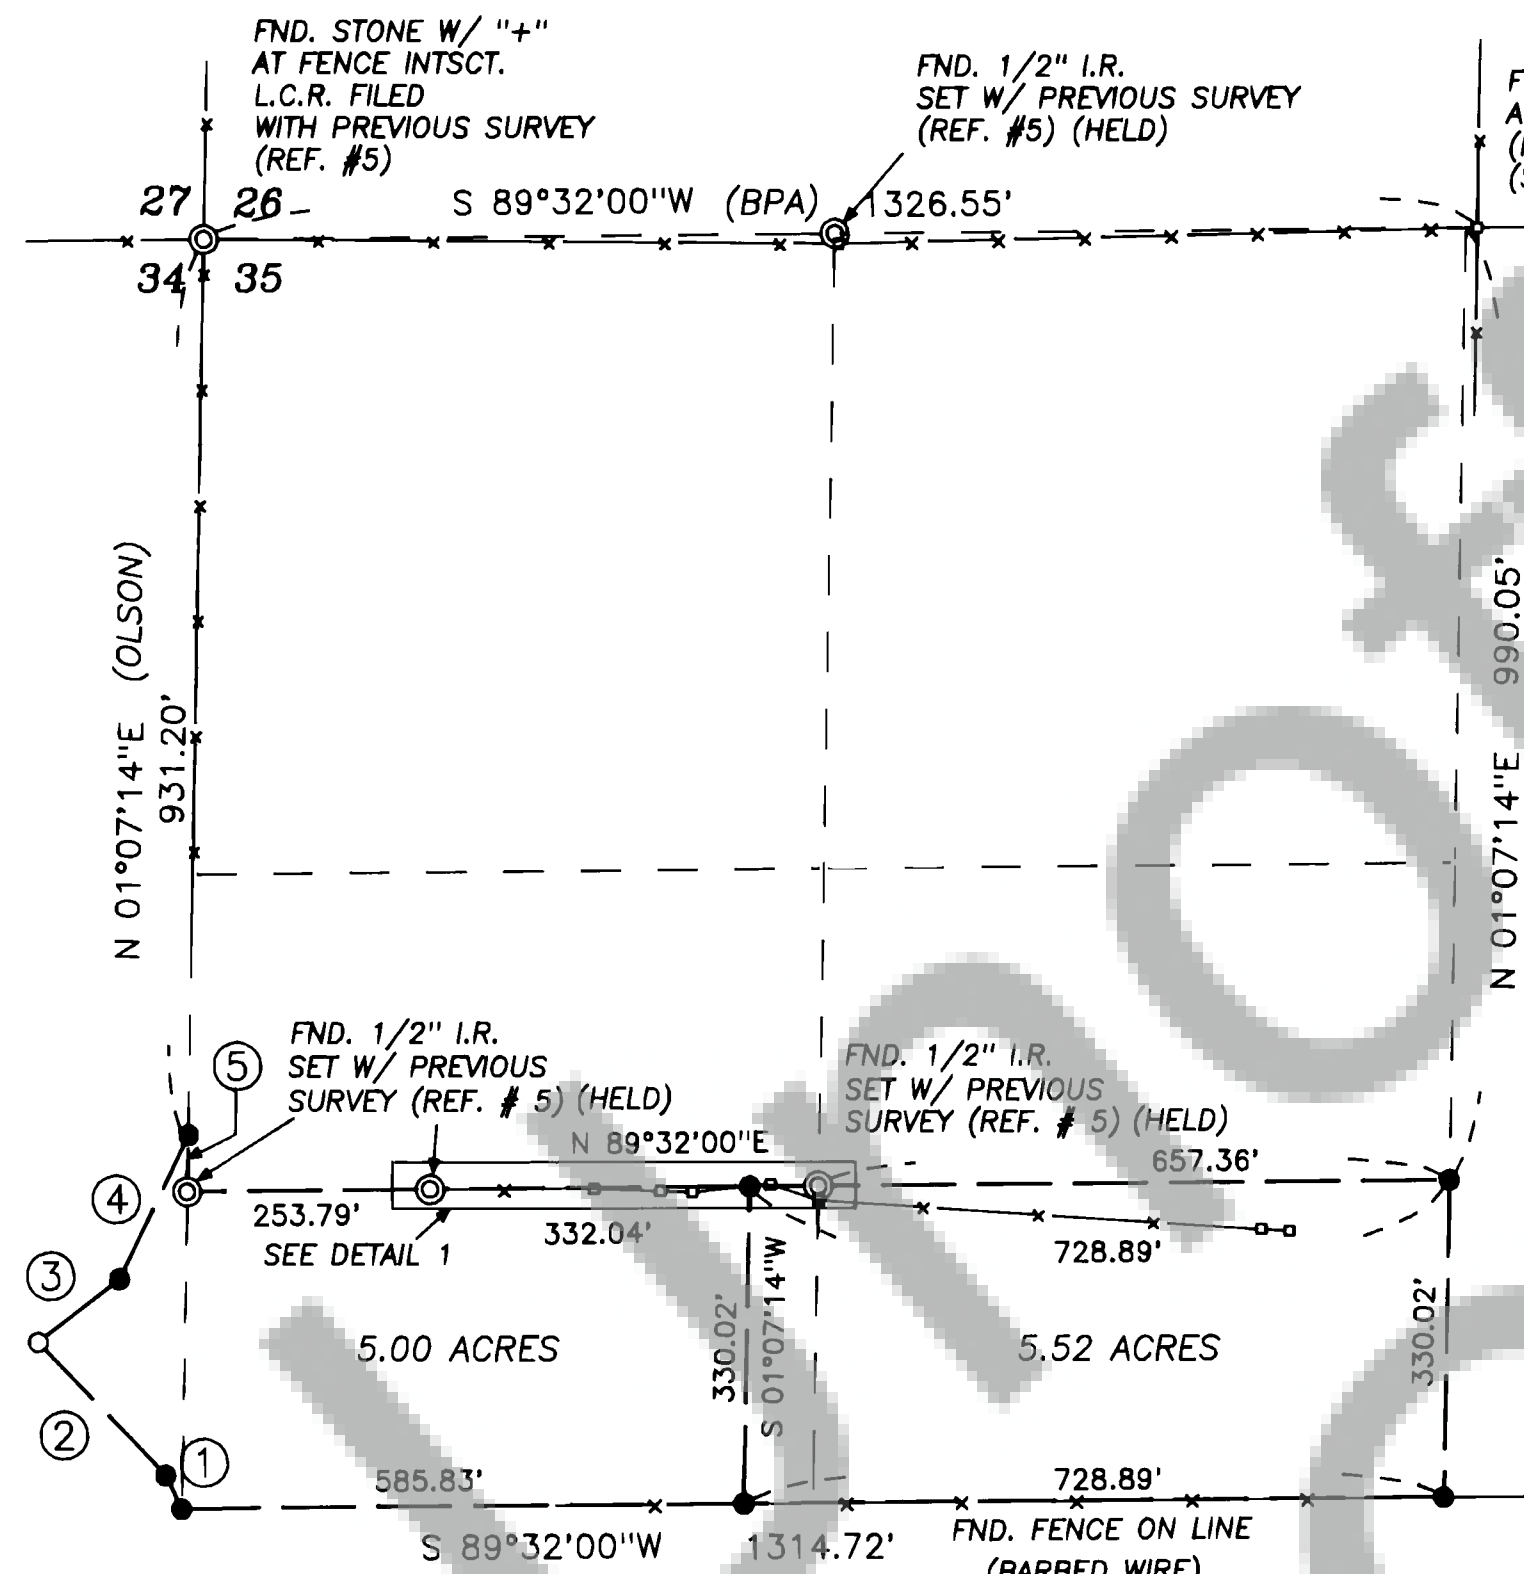 FND. STONE W/ "+"
AT FENCE INTSCT.
L.C.R. FILED
WITH PREVIOUS SURVEY
(REF. #5)
FND. 1/2" I.R.
SET W/ PREVIOUS SURVEY
(REF. #5) (HELD)
27 26
34 35
S 89°32'00"W (BPA) 1326.55'
N 01°07'14"E (OLSON)
931.20'
N 01°07'14"E 990.05'
FND. 1/2" I.R.
SET W/ PREVIOUS
SURVEY (REF. # 5) (HELD)
FND. 1/2" I.R.
SET W/ PREVIOUS
SURVEY (REF. # 5) (HELD)
N 89°32'00"E
657.36'
5
4
3
2
1
253.79'
332.04'
SEE DETAIL 1
728.89'
330.02'
S 01°07'14"W
330.02'
5.00 ACRES
5.52 ACRES
585.83'
728.89'
S 89°32'00"W 1314.72'
FND. FENCE ON LINE
(BARBED WIRE)